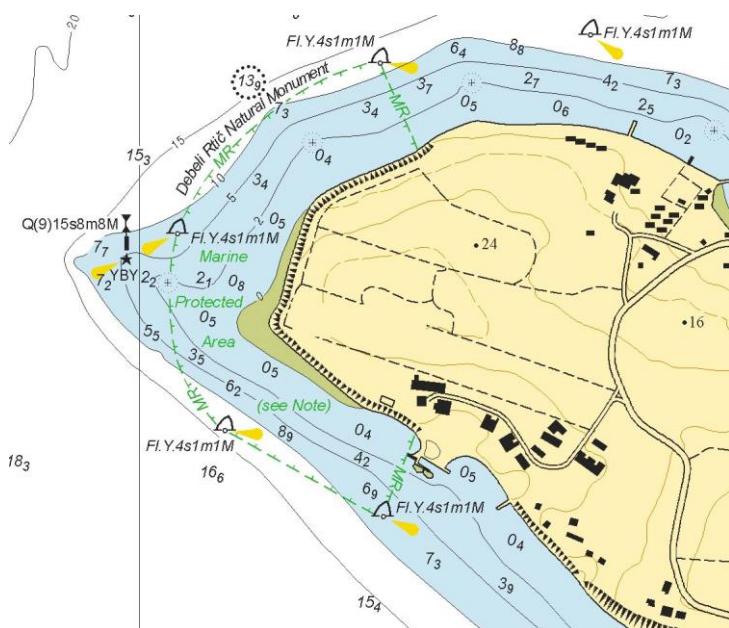 20
Fl.Y.4s1m1M
Fl.Y.4s1m1M
6₄
8₈
4₂
7₃
13₉
3₇
2₇
Debeli Rtič Natural Monument
7₃
3₄
MR
0₅
0₆
2₅
0₂
15
15₃
MR
10
0₄
3₄
5
2
Q(9)15s8m8M
7₇
Fl.Y.4s1m1M
0₅
24
YBY
7₂
2₂
2₁
0₈
Marine
Protected
Area
0₅
0
16
5₅
3₅
0₅
6₂
(see Note)
MR
Fl.Y.4s1m1M
8₉
0₄
18₃
16₆
4₂
MR
0₅
6₉
Fl.Y.4s1m1M
0₄
7₃
3₉
15₄